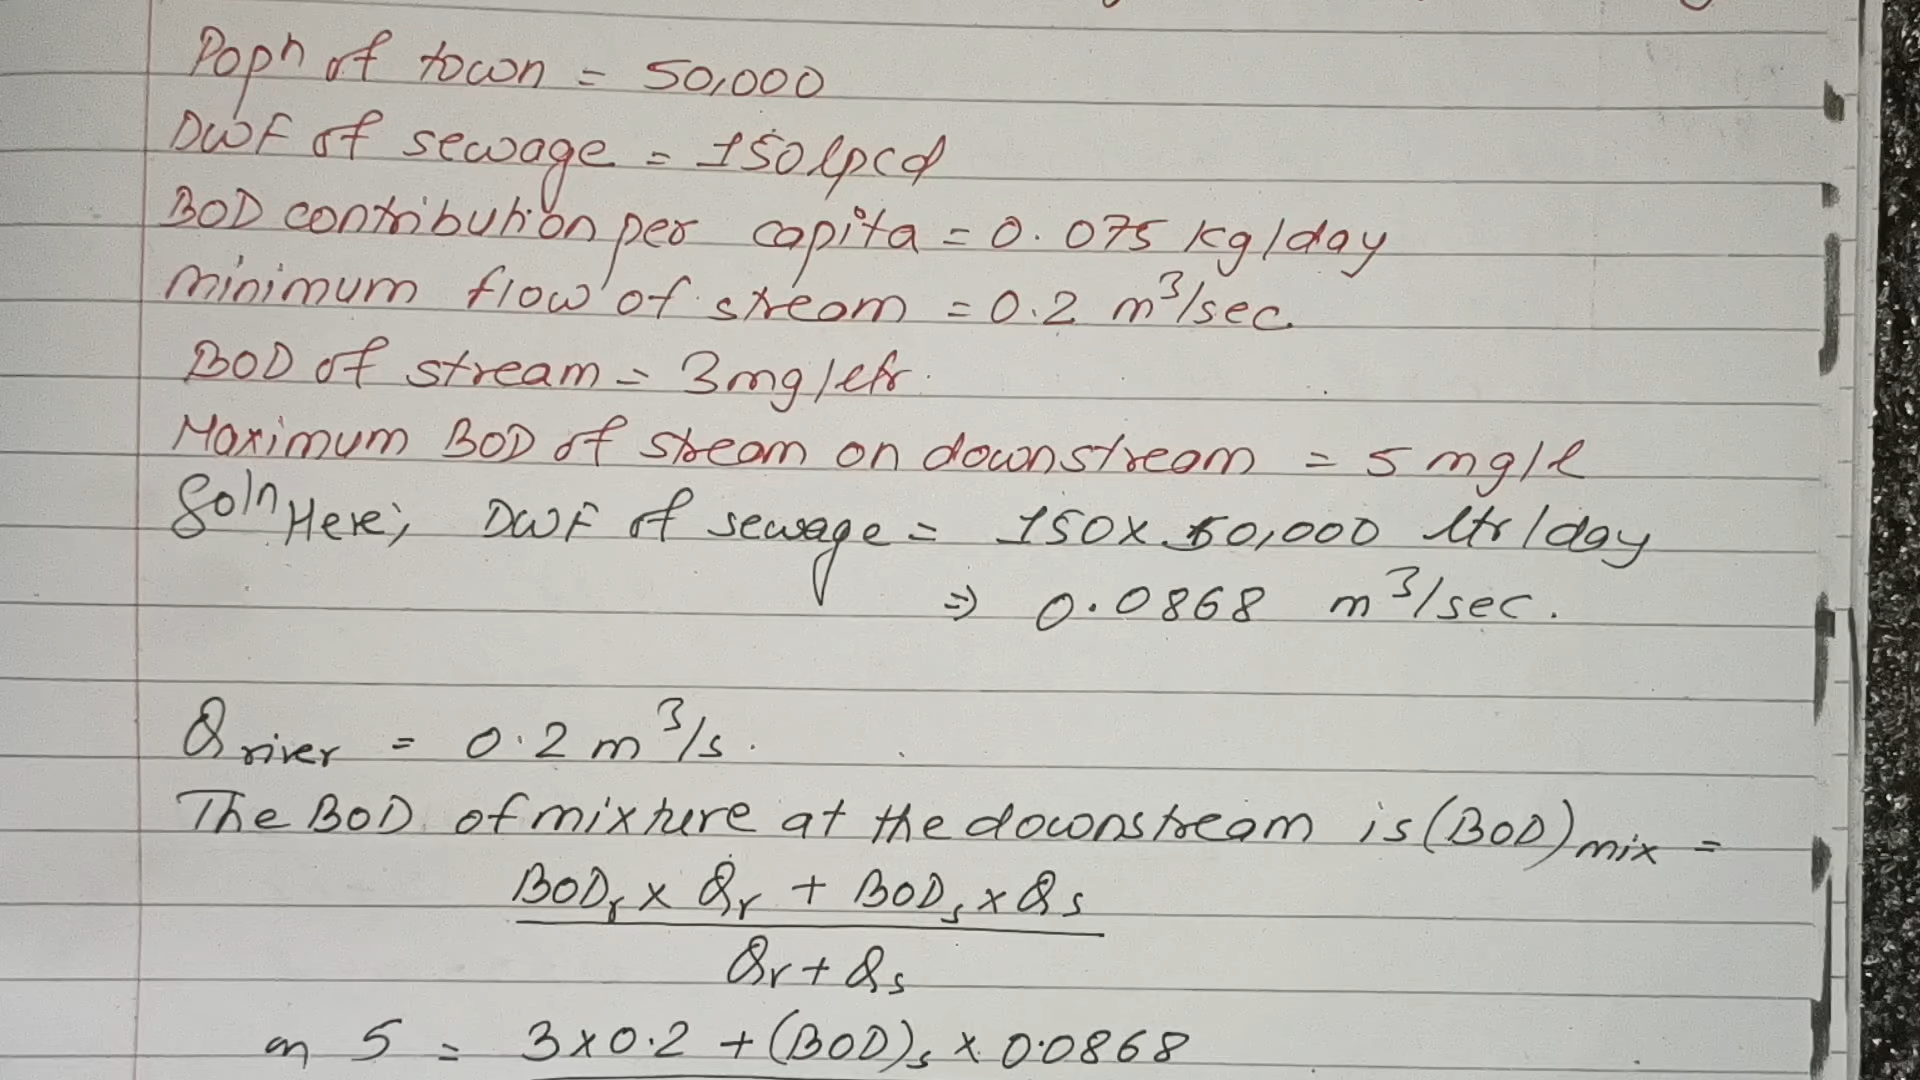 Popn of town = 50,000
DWF of sewage = 150 lpcd
BOD contribution per capita = 0.075 kg/day
minimum flow of stream = 0.2 m³/sec.
BOD of stream = 3mg/ltr.
Maximum BOD of stream on downstream = 5 mg/l
Soln Here; DWF of sewage = 150 x 50,000 ltr/day
⇒ 0.0868 m³/sec.
Q river = 0.2 m³/s.
The BOD of mixture at the downstream is (BOD)mix =
BODr x Qr + BODs x Qs
Qr + Qs
or 5 = 3 x 0.2 + (BOD)s x 0.0868